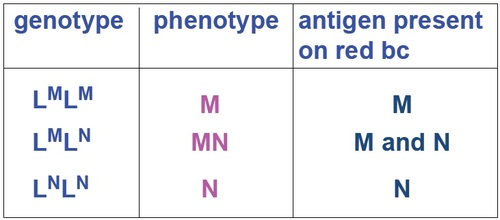 genotype phenotype antigen present
on red bc
LᴹLᴹ M M
LᴹLᴺ MN M and N
LᴺLᴺ N N